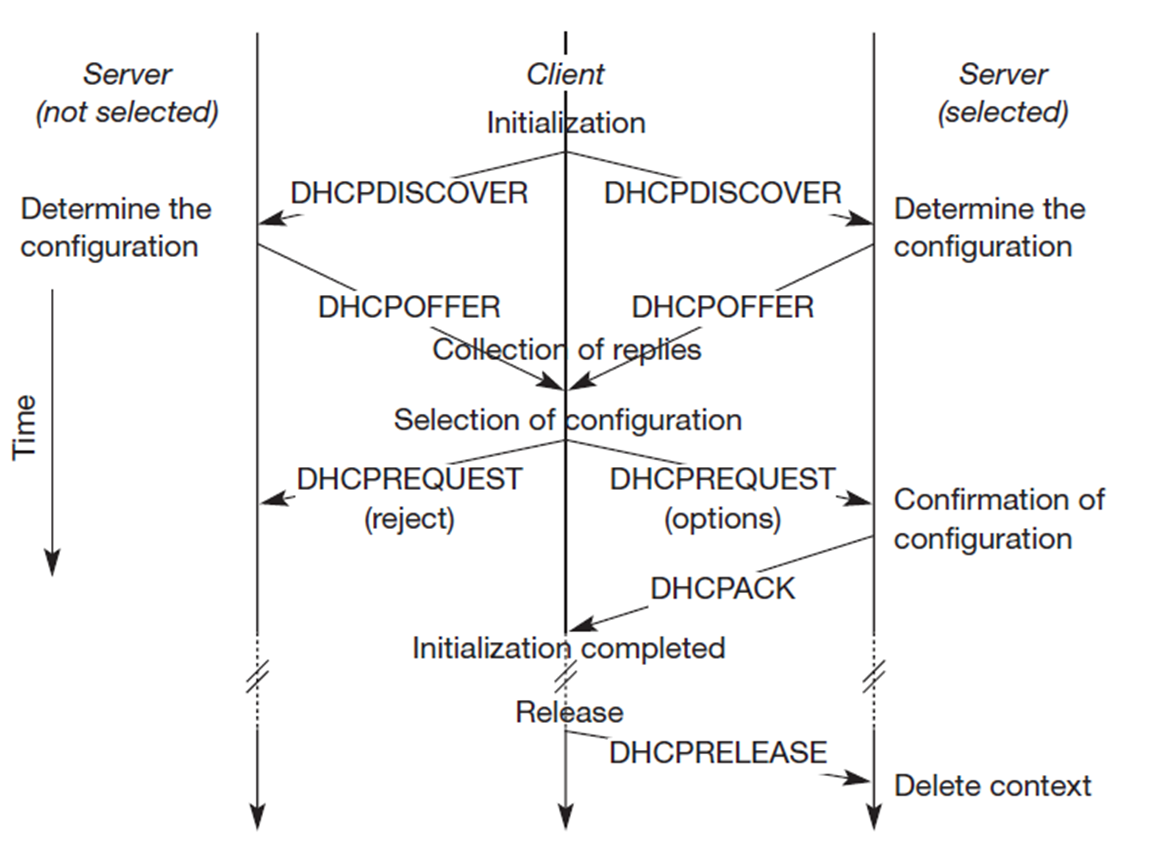 Server
(not selected)
Client
Server
(selected)
Initialization
DHCPDISCOVER
DHCPDISCOVER
Determine the
configuration
Determine the
configuration
DHCPOFFER
DHCPOFFER
Collection of replies
Time
Selection of configuration
DHCPREQUEST
(reject)
DHCPREQUEST
(options)
Confirmation of
configuration
DHCPACK
Initialization completed
Release
DHCPRELEASE
Delete context